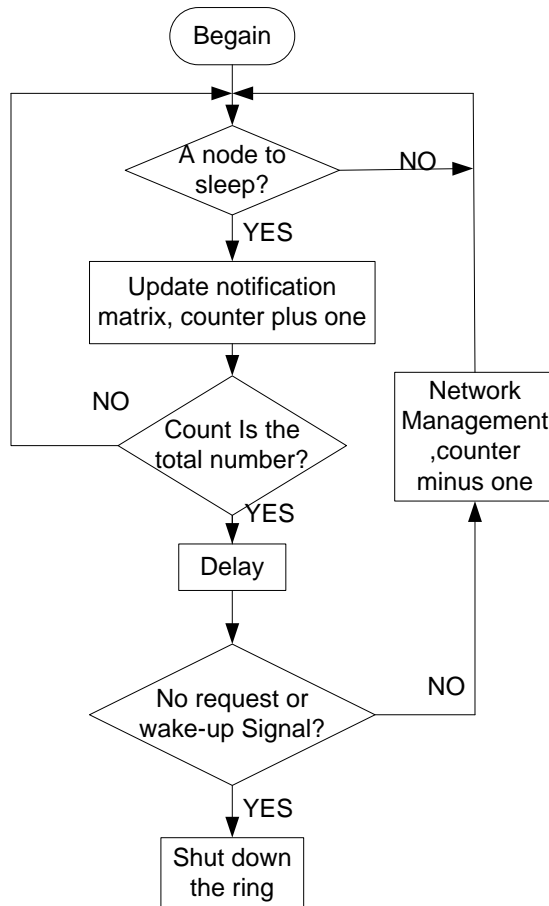 Begain
A node to
sleep?
NO
YES
Update notification
matrix, counter plus one
NO
Count Is the
total number?
Network
Management
,counter
minus one
YES
Delay
No request or
wake-up Signal?
NO
YES
Shut down
the ring